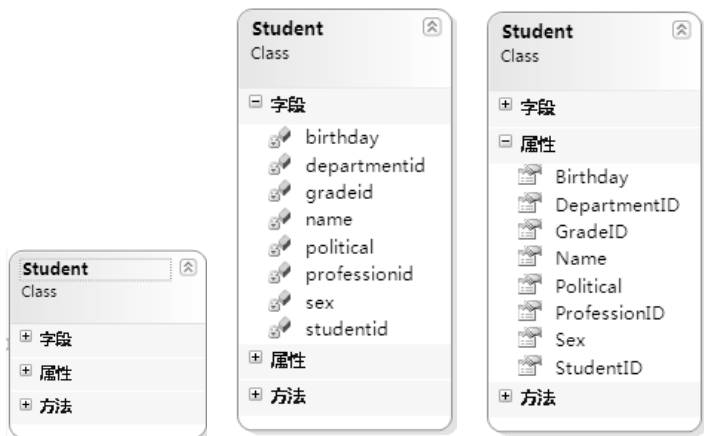 Student
Class
字段
属性
方法
Student
Class
字段
birthday
departmentid
gradeid
name
political
professionid
sex
studentid
属性
方法
Student
Class
字段
属性
Birthday
DepartmentID
GradeID
Name
Political
ProfessionID
Sex
StudentID
方法